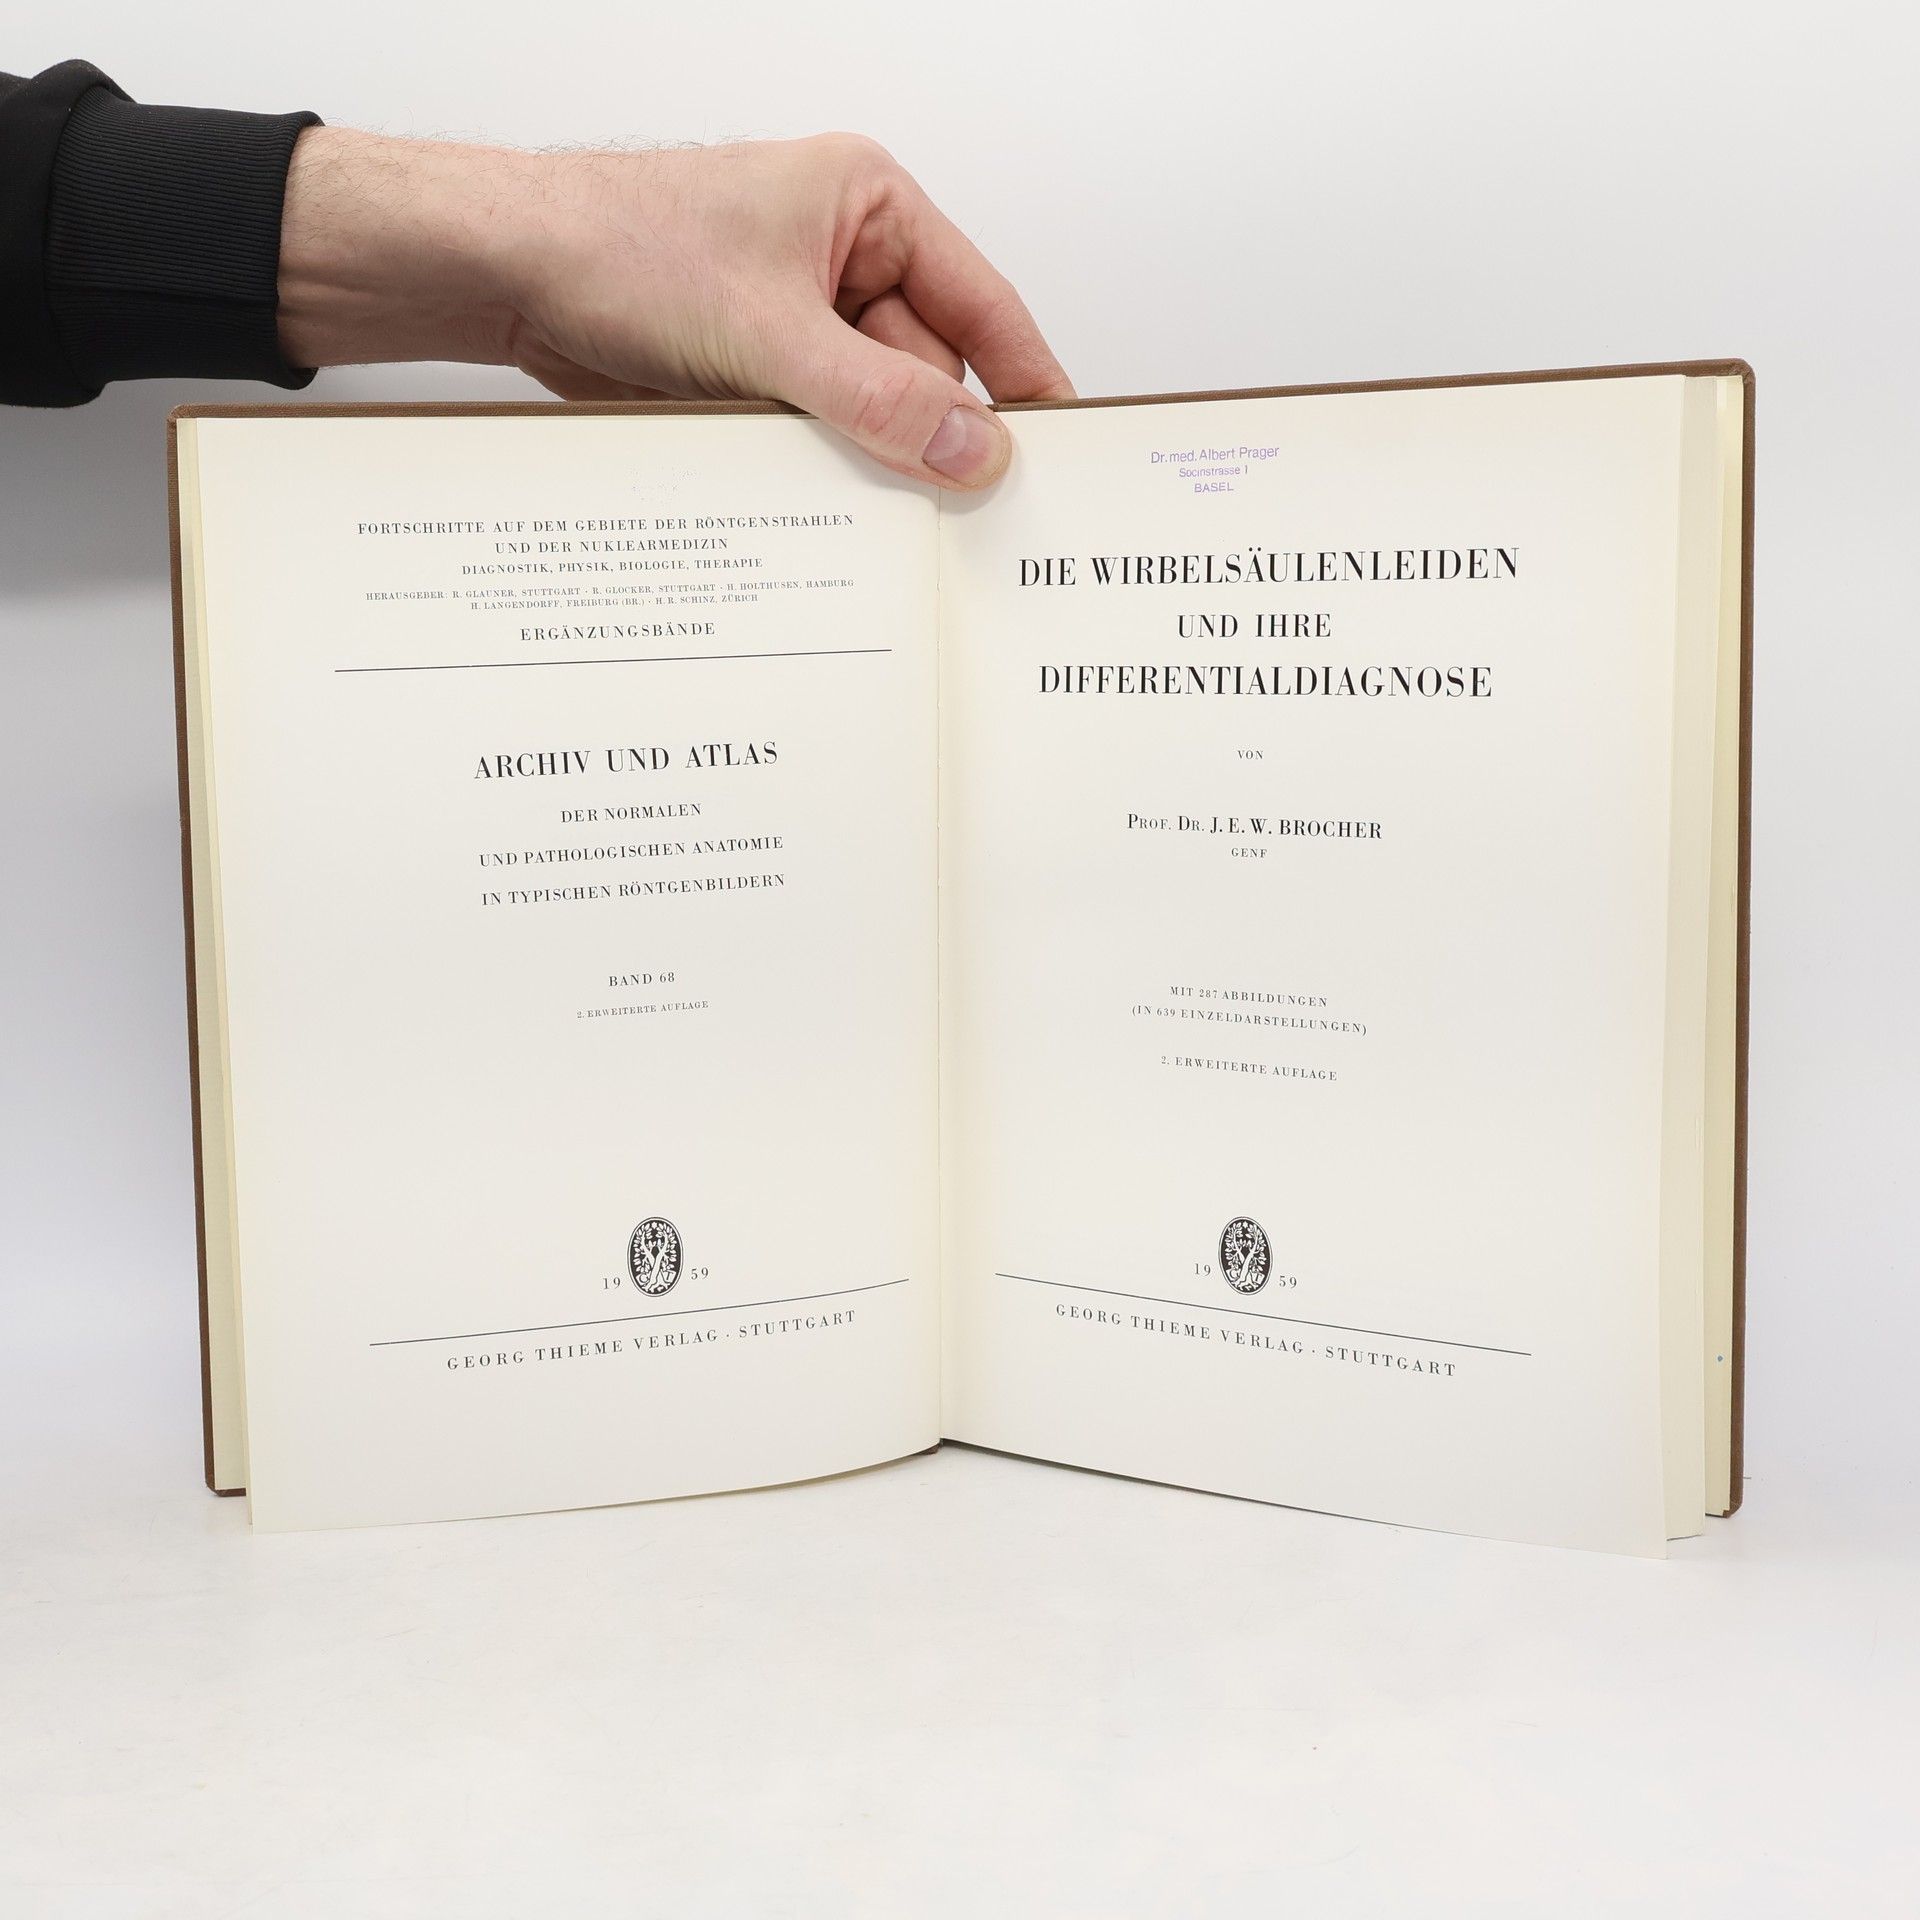 FORTSCHRITTE AUF DEM GEBIETE DER RÖNTGENSTRAHLEN
UND DER NUKLEARMEDIZIN
DIAGNOSTIK, PHYSIK, BIOLOGIE, THERAPIE
HERAUSGEBER: R. GLAUNER, STUTTGART · R. GLOCKER, STUTTGART · H. HOLTHUSEN, HAMBURG
H. LANGENDORFF, FREIBURG (BR.) · H. R. SCHINZ, ZÜRICH
ERGÄNZUNGSBÄNDE
ARCHIV UND ATLAS
DER NORMALEN
UND PATHOLOGISCHEN ANATOMIE
IN TYPISCHEN RÖNTGENBILDERN
BAND 68
2. ERWEITERTE AUFLAGE
19 59
GEORG THIEME VERLAG · STUTTGART
Dr. med. Albert Prager
Socinstrasse 1
BASEL
DIE WIRBELSÄULENLEIDEN
UND IHRE
DIFFERENTIALDIAGNOSE
VON
PROF. DR. J. E. W. BROCHER
GENF
MIT 287 ABBILDUNGEN
(IN 639 EINZELDARSTELLUNGEN)
2. ERWEITERTE AUFLAGE
19 59
GEORG THIEME VERLAG · STUTTGART